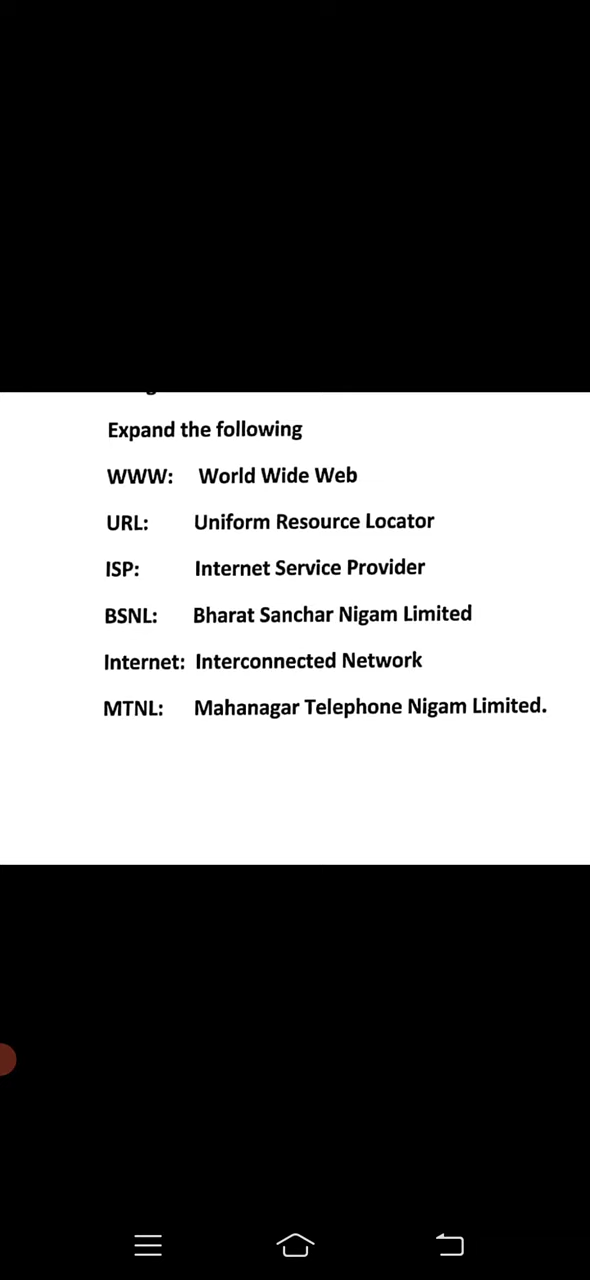 Expand the following
WWW: World Wide Web
URL: Uniform Resource Locator
ISP: Internet Service Provider
BSNL: Bharat Sanchar Nigam Limited
Internet: Interconnected Network
MTNL: Mahanagar Telephone Nigam Limited.